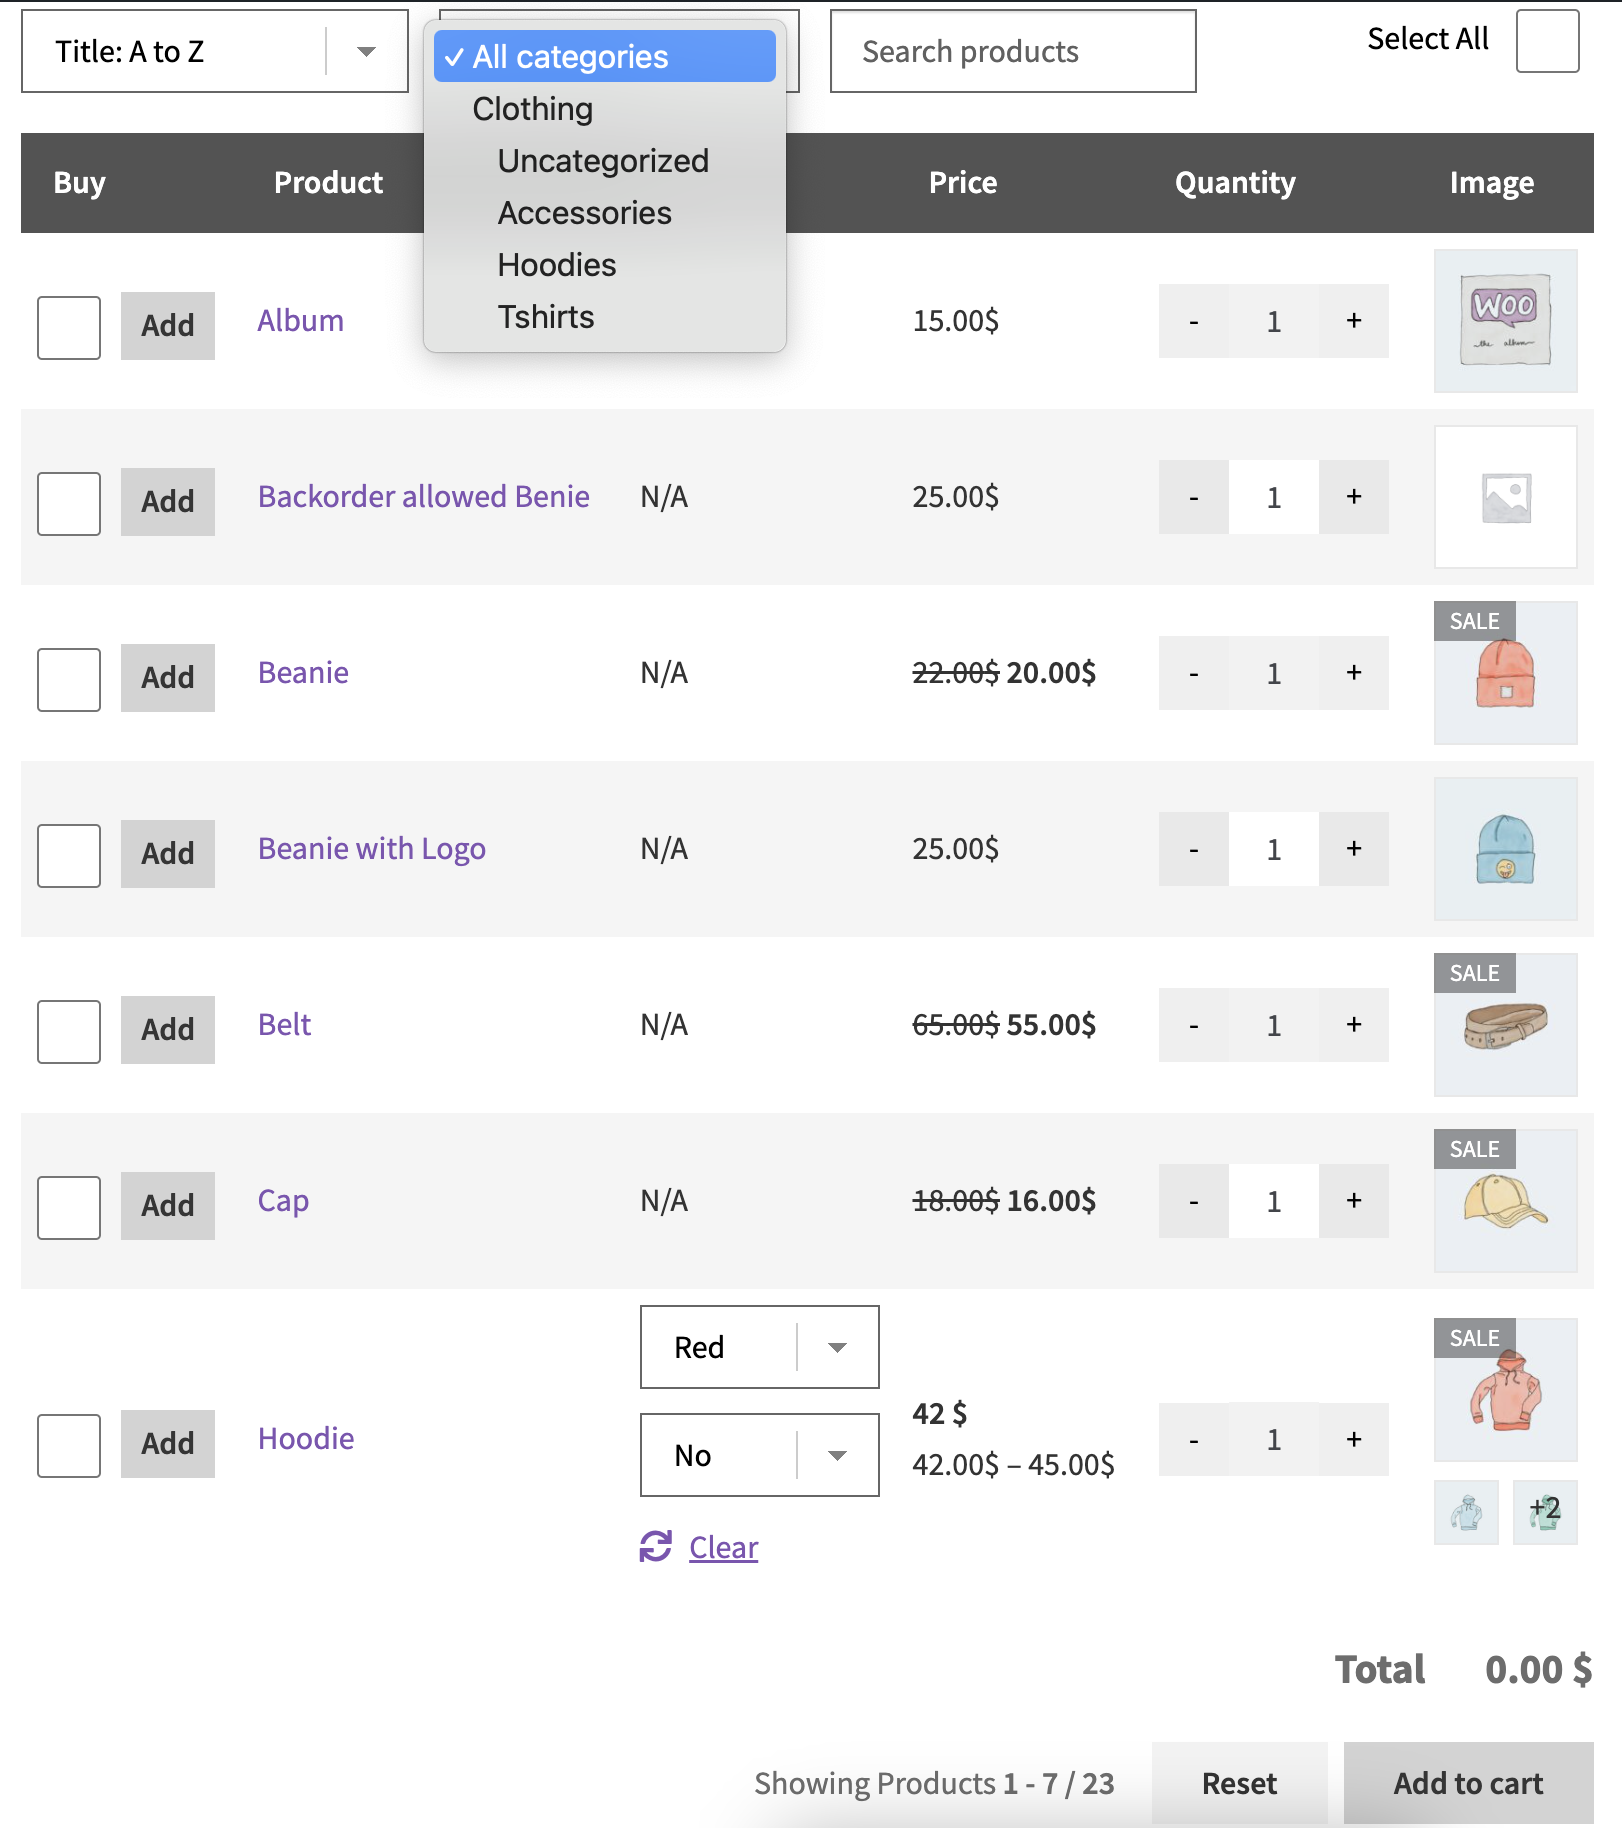 Title: A to Z
✓ All categories
Clothing
Uncategorized
Accessories
Hoodies
Tshirts
Search products
Select All
Buy Product Price Quantity Image
Add Album 15.00$ - 1 + WOO
the album
Add Backorder allowed Benie N/A 25.00$ - 1 +
SALE
Add Beanie N/A 22.00$ 20.00$ - 1 +
Add Beanie with Logo N/A 25.00$ - 1 +
SALE
Add Belt N/A 65.00$ 55.00$ - 1 +
SALE
Add Cap N/A 18.00$ 16.00$ - 1 +
SALE
Red
No
Clear
Add Hoodie 42 $
42.00$ – 45.00$
- 1 +
+2
Total 0.00 $
Showing Products 1 - 7 / 23 Reset Add to cart